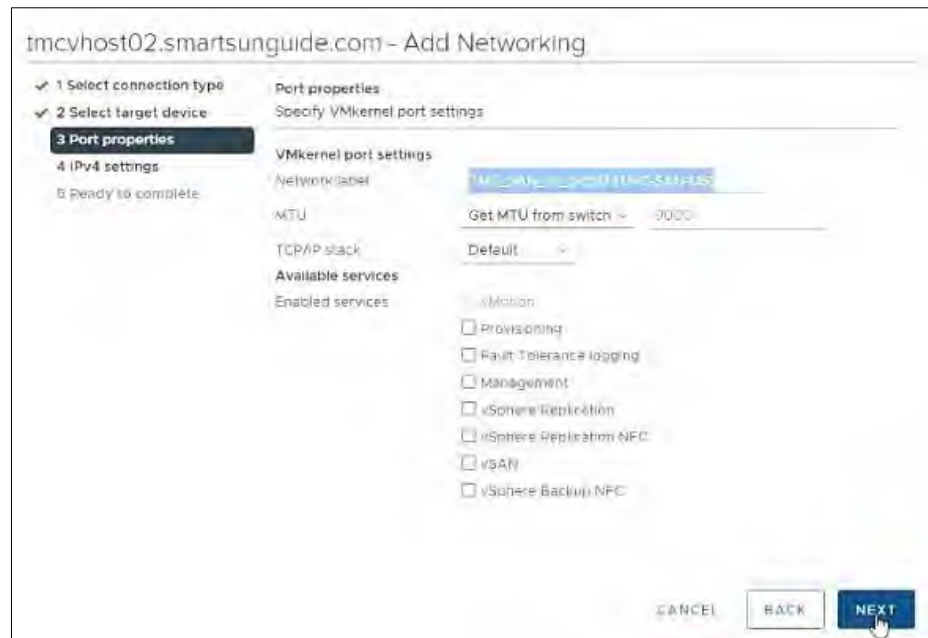 tmcvhost02.smartsunguide.com - Add Networking
✓ 1 Select connection type
✓ 2 Select target device
3 Port properties
4 IPv4 settings
5 Ready to complete
Port properties
Specify VMkernel port settings
VMkernel port settings
Network label
MTU
Get MTU from switch
9000
TCP/IP stack
Default
Available services
Enabled services
vMotion
Provisioning
Fault Tolerance logging
Management
vSphere Replication
vSphere Replication NFC
vSAN
vSphere Backup NFC
CANCEL
BACK
NEXT